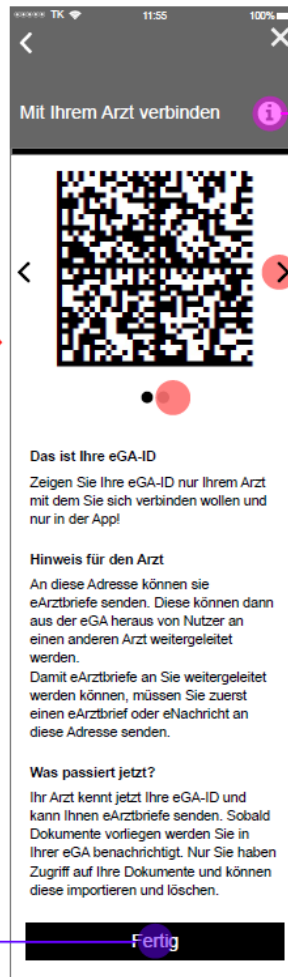 TK 11:55 100%
Mit Ihrem Arzt verbinden
i
Das ist Ihre eGA-ID
Zeigen Sie Ihre eGA-ID nur Ihrem Arzt
mit dem Sie sich verbinden wollen und
nur in der App!
Hinweis für den Arzt
An diese Adresse können sie
eArztbriefe senden. Diese können dann
aus der eGA heraus von Nutzer an
einen anderen Arzt weitergeleitet
werden.
Damit eArztbriefe an Sie weitergeleitet
werden können, müssen Sie zuerst
einen eArztbrief oder eNachricht an
diese Adresse senden.
Was passiert jetzt?
Ihr Arzt kennt jetzt Ihre eGA-ID und
kann Ihnen eArztbriefe senden. Sobald
Dokumente vorliegen werden Sie in
Ihrer eGA benachrichtigt. Nur Sie haben
Zugriff auf Ihre Dokumente und können
diese importieren und löschen.
Fertig